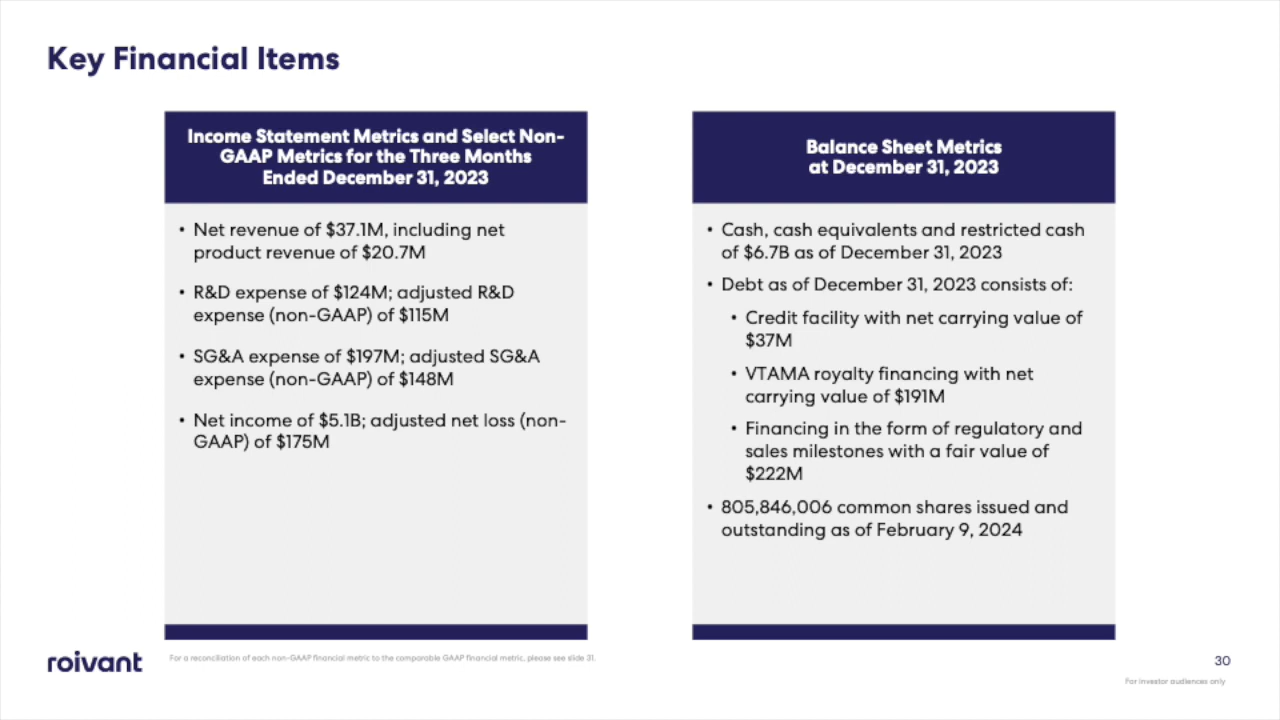 Key Financial Items
Income Statement Metrics and Select Non-
GAAP Metrics for the Three Months
Ended December 31, 2023
• Net revenue of $37.1M, including net
product revenue of $20.7M
• R&D expense of $124M; adjusted R&D
expense (non-GAAP) of $115M
• SG&A expense of $197M; adjusted SG&A
expense (non-GAAP) of $148M
• Net income of $5.1B; adjusted net loss (non-
GAAP) of $175M
Balance Sheet Metrics
at December 31, 2023
• Cash, cash equivalents and restricted cash
of $6.7B as of December 31, 2023
• Debt as of December 31, 2023 consists of:
• Credit facility with net carrying value of
$37M
• VTAMA royalty financing with net
carrying value of $191M
• Financing in the form of regulatory and
sales milestones with a fair value of
$222M
• 805,846,006 common shares issued and
outstanding as of February 9, 2024
roivant
For a reconciliation of each non-GAAP financial metric to the comparable GAAP financial metric, please see slide 31.
30
For investor audiences only